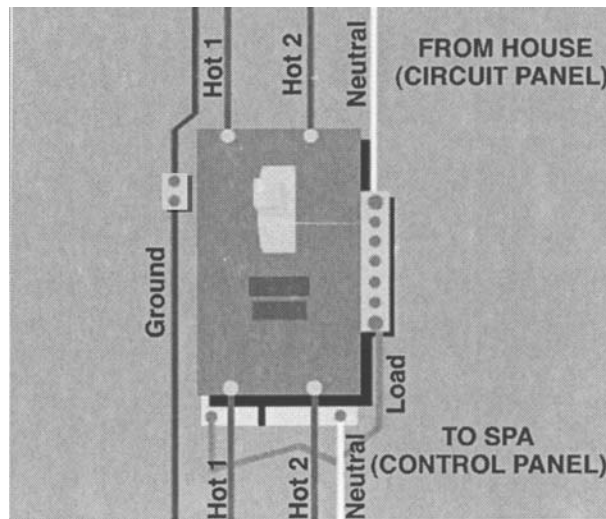 Hot 1
Hot 2
Neutral
FROM HOUSE
(CIRCUIT PANEL)
Ground
Load
Hot 1
Hot 2
Neutral
TO SPA
(CONTROL PANEL)